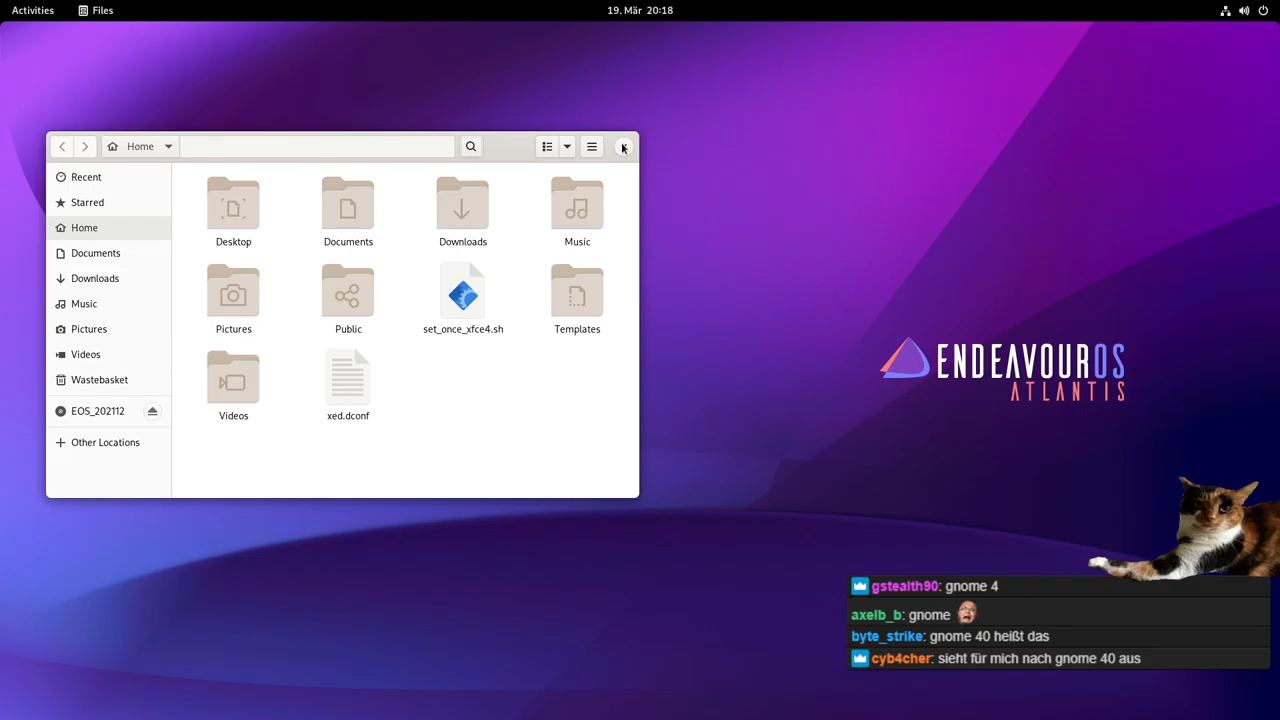 Activities
Files
19. Mär 20:18
Home
Recent
Starred
Home
Documents
Downloads
Music
Pictures
Videos
Wastebasket
EOS_202112
Other Locations
Desktop
Documents
Downloads
Music
Pictures
Public
set_once_xfce4.sh
Templates
Videos
xed.dconf
ENDEAVOUROS
ATLANTIS
gstealth90: gnome 4
axelb_b: gnome
byte_strike: gnome 40 heißt das
cyb4cher: sieht für mich nach gnome 40 aus